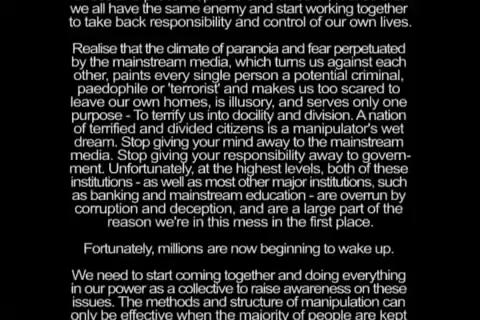 we all have the same enemy and start working together
to take back responsibility and control of our own lives.
Realise that the climate of paranoia and fear perpetuated
by the mainstream media, which turns us against each
other, paints every single person a potential criminal,
paedophile or 'terrorist' and makes us too scared to
leave our own homes, is illusory, and serves only one
purpose - To terrify us into docility and division. A nation
of terrified and divided citizens is a manipulator's wet
dream. Stop giving your mind away to the mainstream
media. Stop giving your responsibility away to govern-
ment. Unfortunately, at the highest levels, both of these
institutions - as well as most other major institutions, such
as banking and mainstream education - are overrun by
corruption and deception, and are a large part of the
reason we're in this mess in the first place.
Fortunately, millions are now beginning to wake up.
We need to start coming together and doing everything
in our power as a collective to raise awareness on these
issues. The methods and structure of manipulation can
only be effective when the majority of people are kept